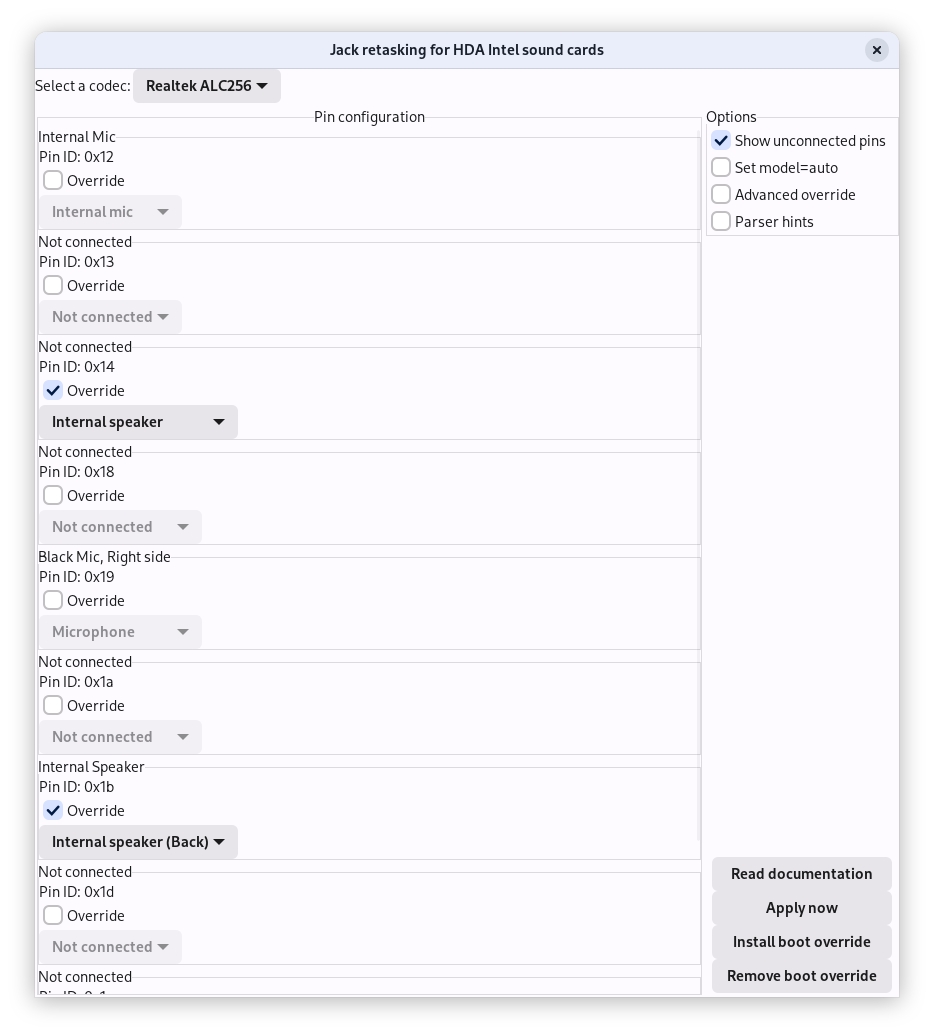 Jack retasking for HDA Intel sound cards
Select a codec: Realtek ALC256
Pin configuration
Internal Mic
Pin ID: 0x12
Override
Internal mic
Not connected
Pin ID: 0x13
Override
Not connected
Not connected
Pin ID: 0x14
Override
Internal speaker
Not connected
Pin ID: 0x18
Override
Not connected
Black Mic, Right side
Pin ID: 0x19
Override
Microphone
Not connected
Pin ID: 0x1a
Override
Not connected
Internal Speaker
Pin ID: 0x1b
Override
Internal speaker (Back)
Not connected
Pin ID: 0x1d
Override
Not connected
Not connected
Options
Show unconnected pins
Set model=auto
Advanced override
Parser hints
Read documentation
Apply now
Install boot override
Remove boot override